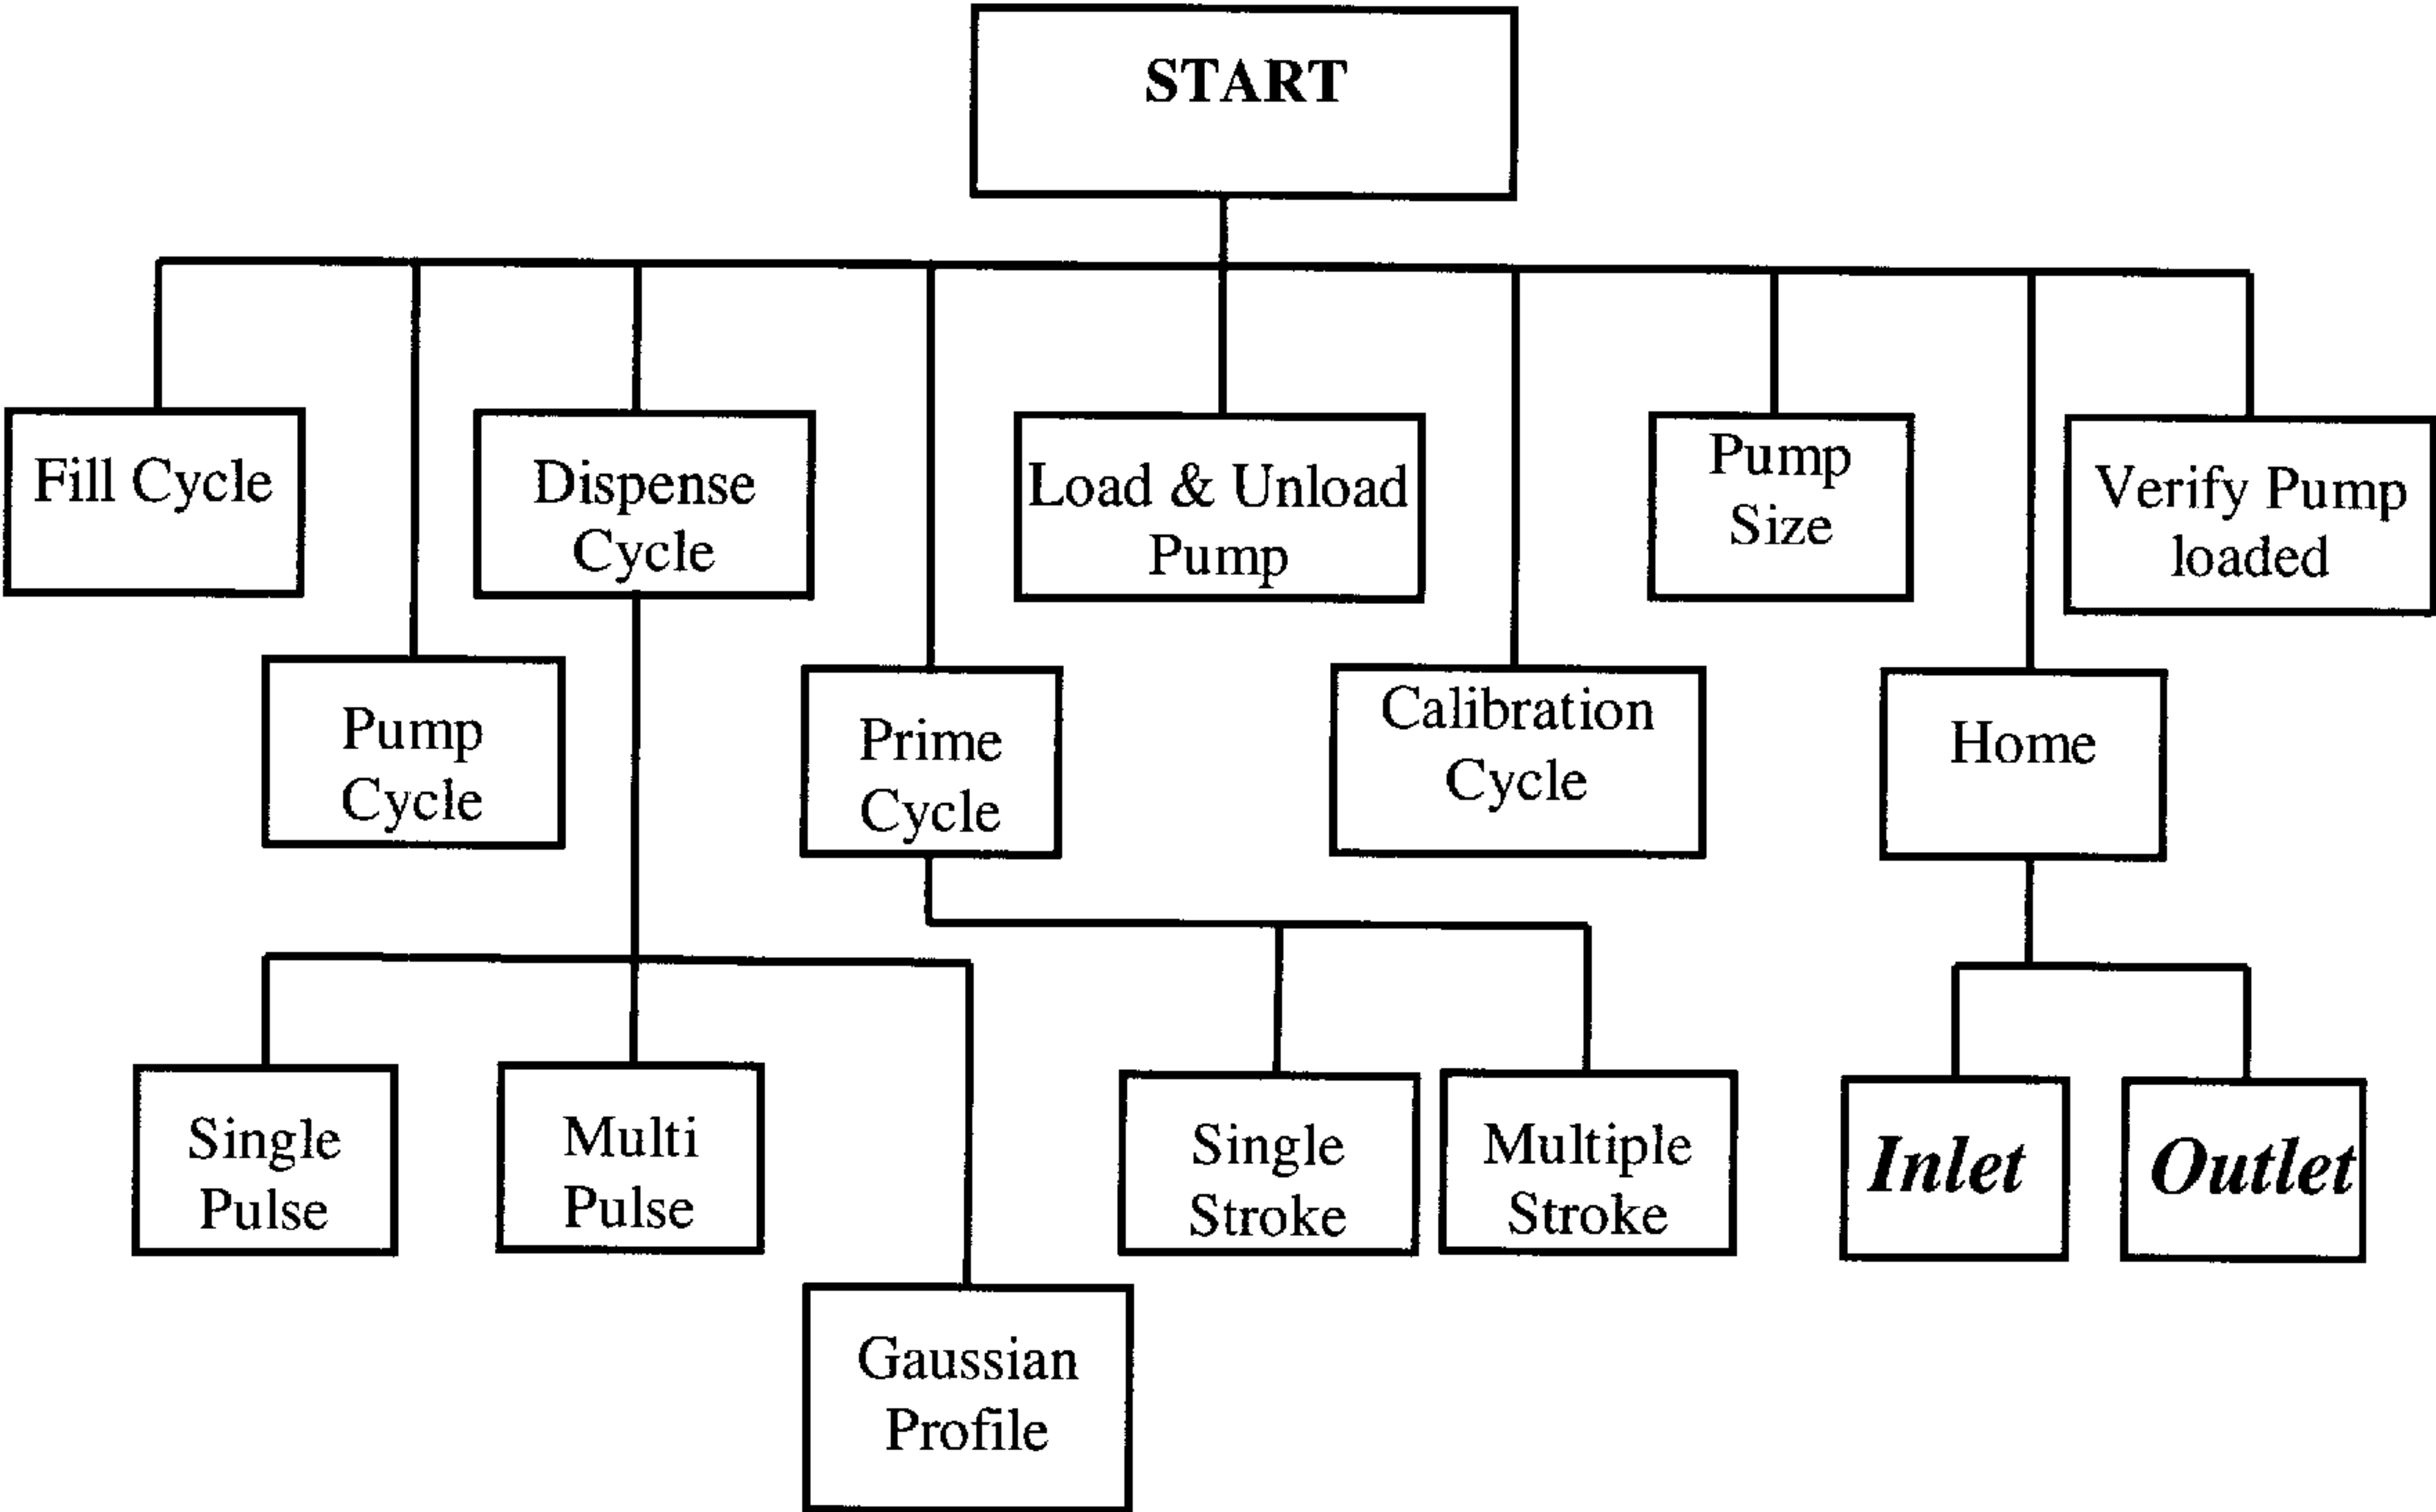 START
Fill Cycle
Dispense
Cycle
Load & Unload
Pump
Pump
Size
Verify Pump
loaded
Pump
Cycle
Prime
Cycle
Calibration
Cycle
Home
Single
Pulse
Multi
Pulse
Single
Stroke
Multiple
Stroke
Inlet
Outlet
Gaussian
Profile